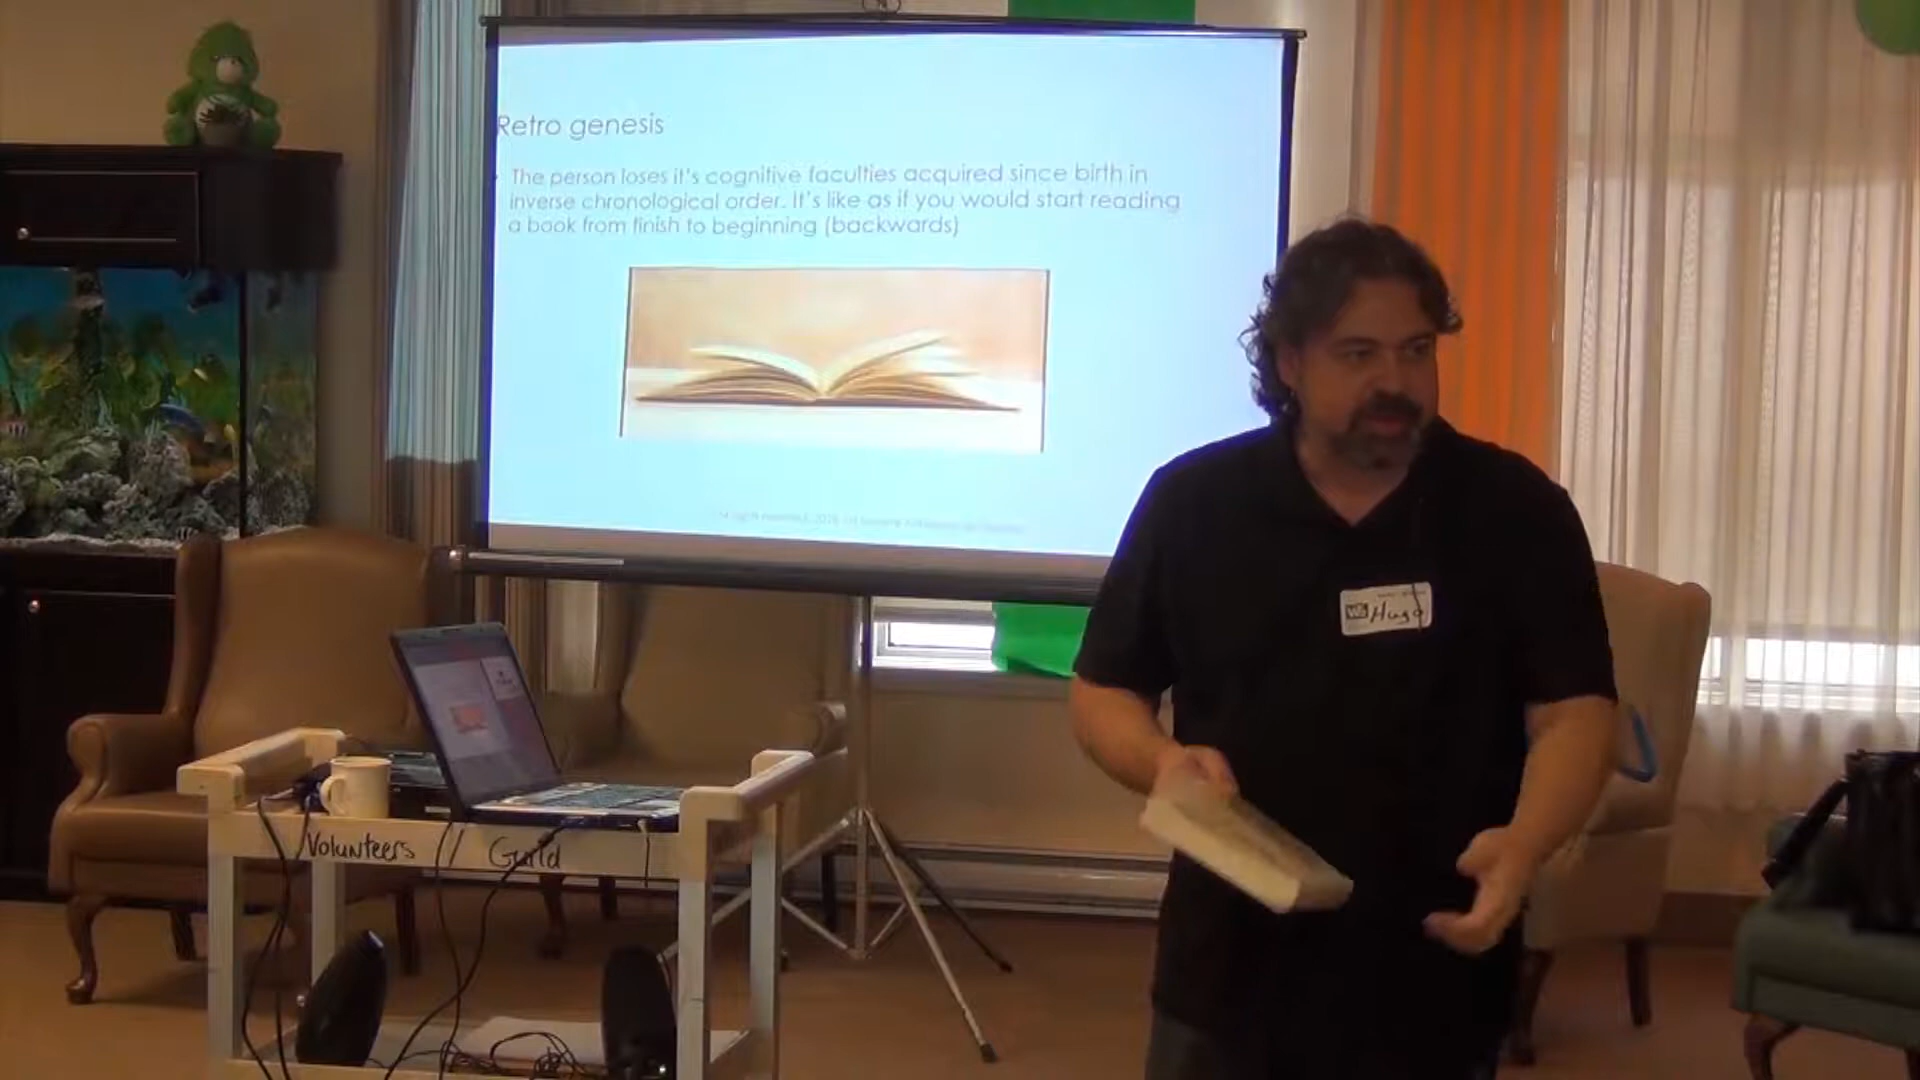 Retro genesis
The person loses it's cognitive faculties acquired since birth in
inverse chronological order. It's like as if you would start reading
a book from finish to beginning (backwards)
Hugo
Volunteers / Guild